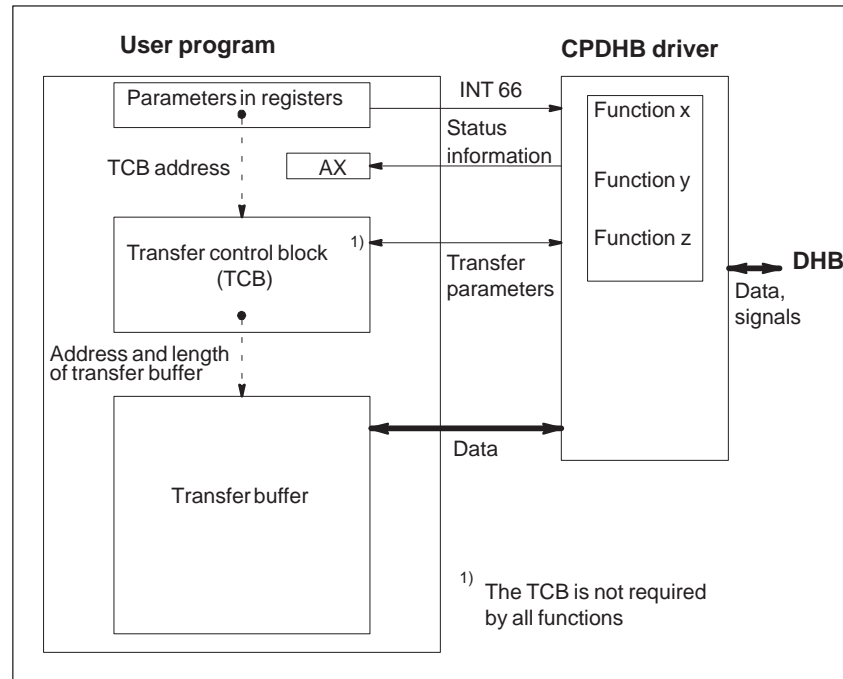 User program
CPDHB driver
Parameters in registers
INT 66
Function x
Status
information
TCB address
AX
Function y
Transfer control block
(TCB)
1)
Function z
Transfer
parameters
DHB
Data,
signals
Address and length
of transfer buffer
Data
Transfer buffer
1) The TCB is not required
by all functions